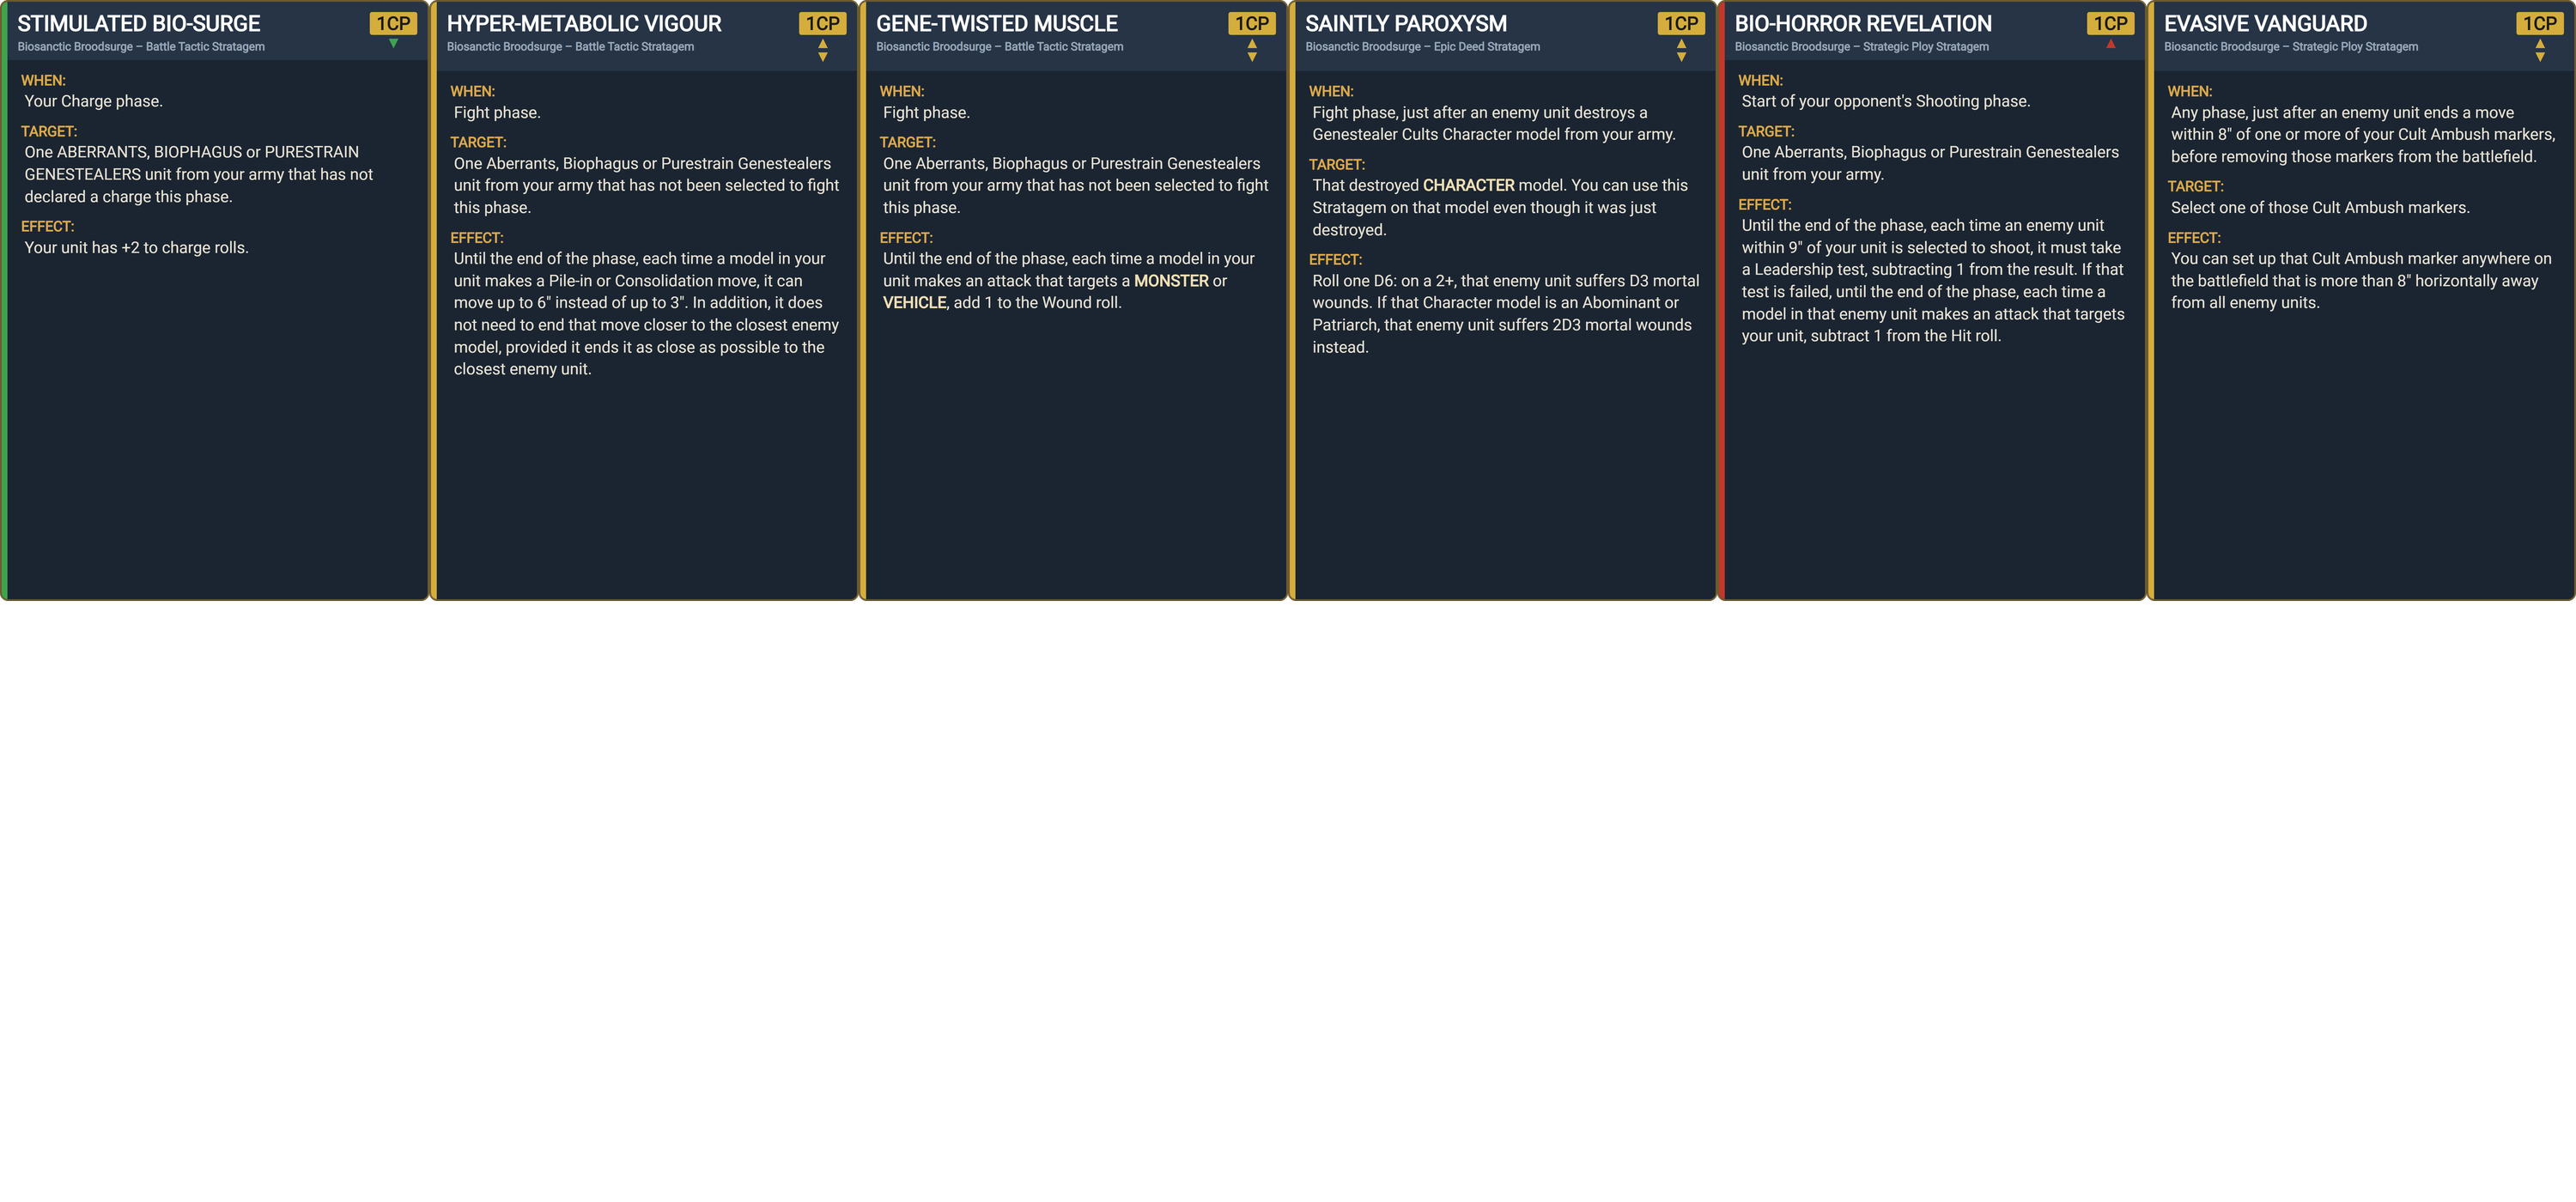 STIMULATED BIO-SURGE
1CP
Biosanctic Broodsurge – Battle Tactic Stratagem
▼
WHEN:
Your Charge phase.
TARGET:
One ABERRANTS, BIOPHAGUS or PURESTRAIN
GENESTEALERS unit from your army that has not
declared a charge this phase.
EFFECT:
Your unit has +2 to charge rolls.
HYPER-METABOLIC VIGOUR
1CP
Biosanctic Broodsurge – Battle Tactic Stratagem
▲
▼
WHEN:
Fight phase.
TARGET:
One Aberrants, Biophagus or Purestrain Genestealers
unit from your army that has not been selected to fight
this phase.
EFFECT:
Until the end of the phase, each time a model in your
unit makes a Pile-in or Consolidation move, it can
move up to 6" instead of up to 3". In addition, it does
not need to end that move closer to the closest enemy
model, provided it ends it as close as possible to the
closest enemy unit.
GENE-TWISTED MUSCLE
1CP
Biosanctic Broodsurge – Battle Tactic Stratagem
▲
▼
WHEN:
Fight phase.
TARGET:
One Aberrants, Biophagus or Purestrain Genestealers
unit from your army that has not been selected to fight
this phase.
EFFECT:
Until the end of the phase, each time a model in your
unit makes an attack that targets a MONSTER or
VEHICLE, add 1 to the Wound roll.
SAINTLY PAROXYSM
1CP
Biosanctic Broodsurge – Epic Deed Stratagem
▲
▼
WHEN:
Fight phase, just after an enemy unit destroys a
Genestealer Cults Character model from your army.
TARGET:
That destroyed CHARACTER model. You can use this
Stratagem on that model even though it was just
destroyed.
EFFECT:
Roll one D6: on a 2+, that enemy unit suffers D3 mortal
wounds. If that Character model is an Abominant or
Patriarch, that enemy unit suffers 2D3 mortal wounds
instead.
BIO-HORROR REVELATION
1CP
Biosanctic Broodsurge – Strategic Ploy Stratagem
▲
WHEN:
Start of your opponent's Shooting phase.
TARGET:
One Aberrants, Biophagus or Purestrain Genestealers
unit from your army.
EFFECT:
Until the end of the phase, each time an enemy unit
within 9" of your unit is selected to shoot, it must take
a Leadership test, subtracting 1 from the result. If that
test is failed, until the end of the phase, each time a
model in that enemy unit makes an attack that targets
your unit, subtract 1 from the Hit roll.
EVASIVE VANGUARD
1CP
Biosanctic Broodsurge – Strategic Ploy Stratagem
▲
▼
WHEN:
Any phase, just after an enemy unit ends a move
within 8" of one or more of your Cult Ambush markers,
before removing those markers from the battlefield.
TARGET:
Select one of those Cult Ambush markers.
EFFECT:
You can set up that Cult Ambush marker anywhere on
the battlefield that is more than 8" horizontally away
from all enemy units.